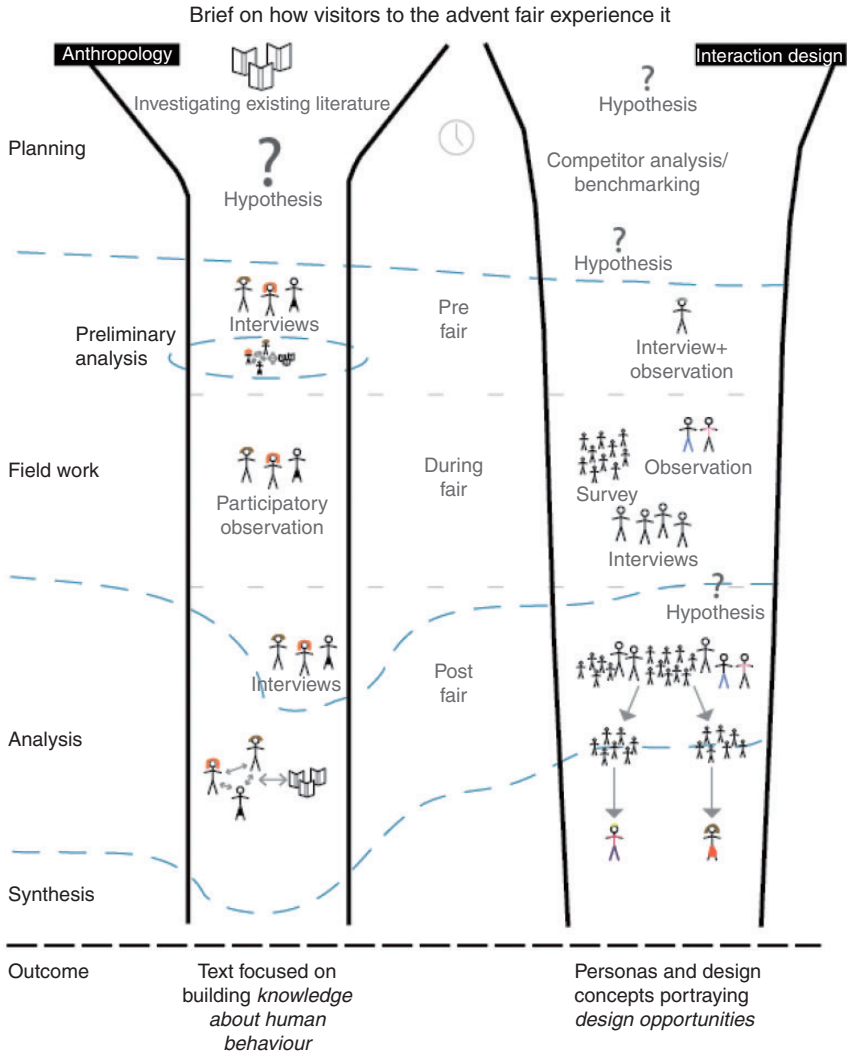 Brief on how visitors to the advent fair experience it
Anthropology
Interaction design
Investigating existing literature
?
Hypothesis
Planning
?
Hypothesis
Competitor analysis/
benchmarking
?
Hypothesis
Interviews
Preliminary
analysis
Pre
fair
Interview+
observation
Field work
Participatory
observation
During
fair
Survey
Observation
Interviews
?
Hypothesis
Interviews
Post
fair
Analysis
Synthesis
Outcome
Text focused on
building knowledge
about human
behaviour
Personas and design
concepts portraying
design opportunities